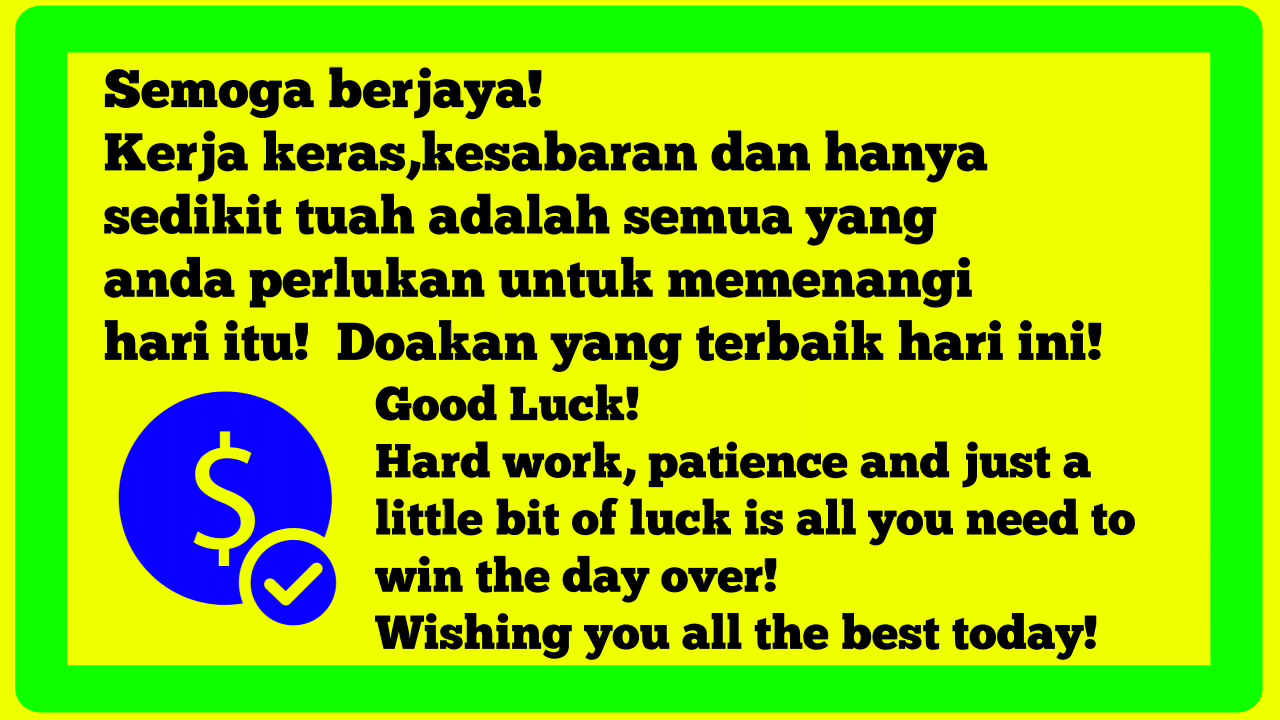 Semoga berjaya!
Kerja keras,kesabaran dan hanya
sedikit tuah adalah semua yang
anda perlukan untuk memenangi
hari itu!  Doakan yang terbaik hari ini!
$
Good Luck!
Hard work, patience and just a
little bit of luck is all you need to
win the day over!
Wishing you all the best today!